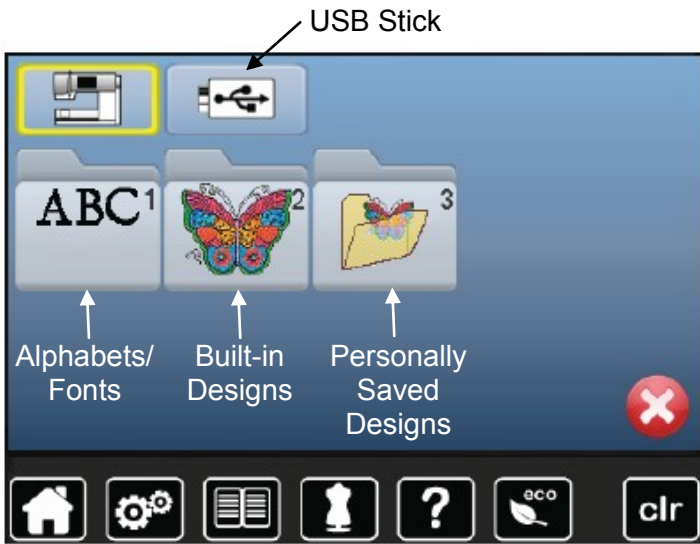 USB Stick
ABC 1
2
3
Alphabets/
Fonts
Built-in
Designs
Personally
Saved
Designs
?
eco
clr